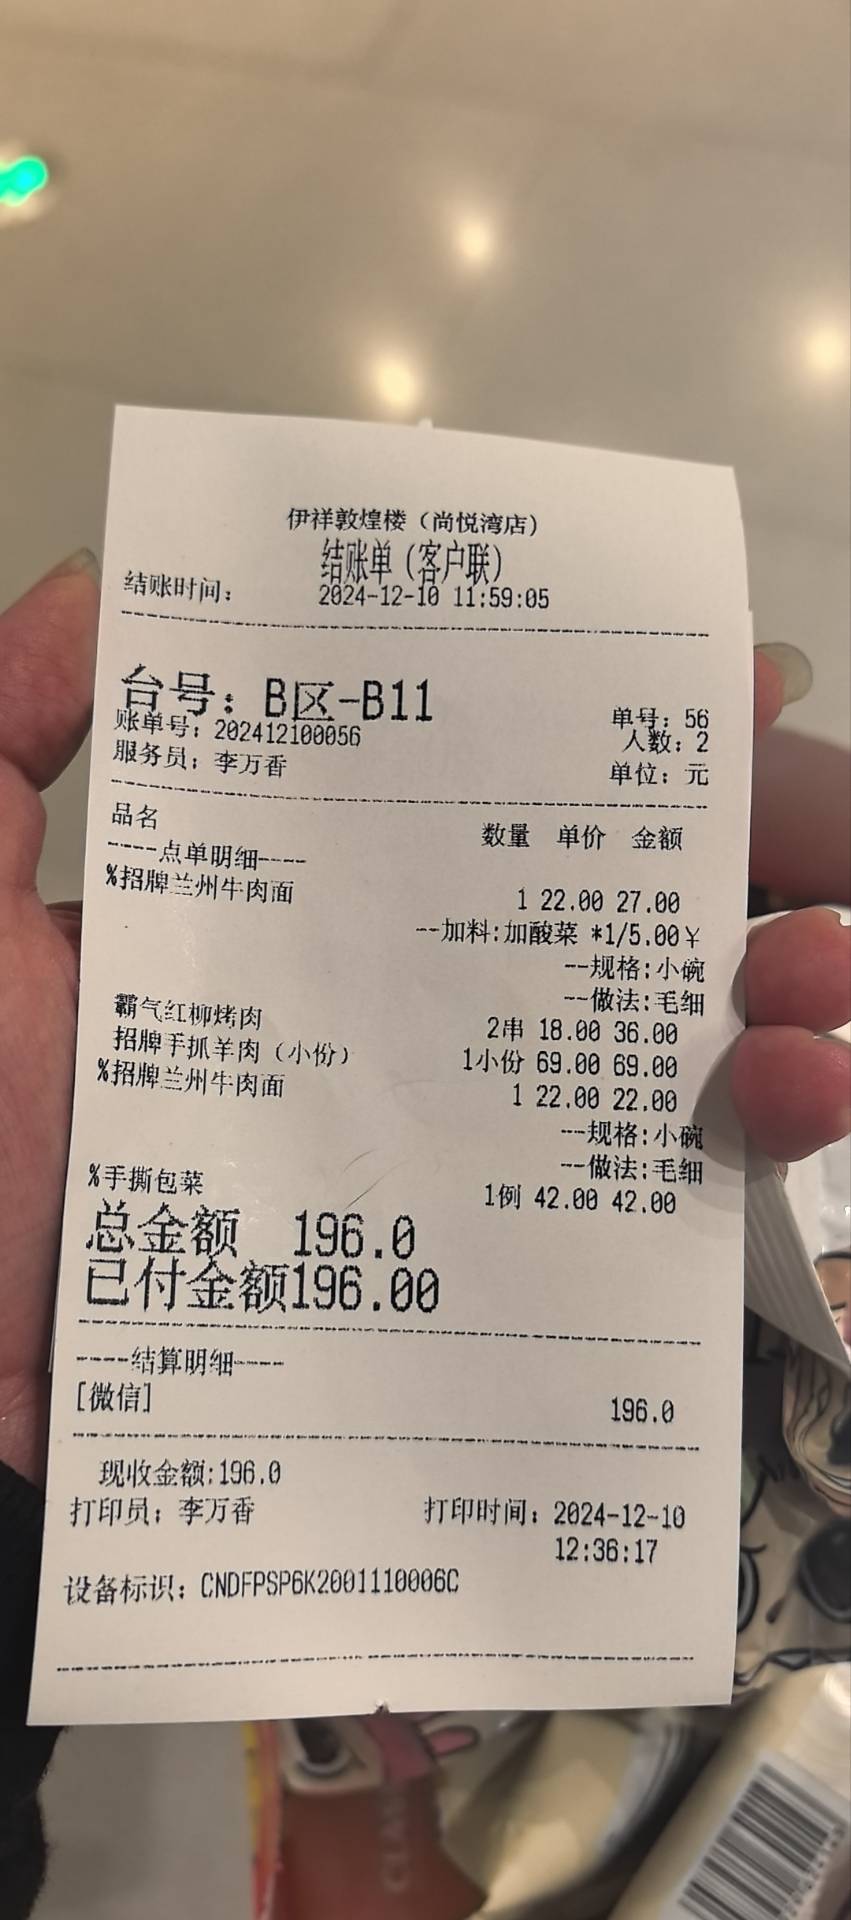 伊祥敦煌楼（尚悦湾店）
结账单（客户联）
结账时间： 2024-12-10 11:59:05
台号：B区-B11
单号：56
账单号：202412100056
人数：2
服务员：李万香
单位：元
品名 数量 单价 金额
----点单明细----
%招牌兰州牛肉面 1 22.00 27.00
--加料:加酸菜 *1/5.00￥
--规格:小碗
--做法:毛细
霸气红柳烤肉 2串 18.00 36.00
招牌手抓羊肉（小份） 1小份 69.00 69.00
%招牌兰州牛肉面 1 22.00 22.00
--规格:小碗
--做法:毛细
%手撕包菜 1例 42.00 42.00
总金额 196.0
已付金额196.00
----结算明细----
[微信] 196.0
现收金额:196.0
打印员：李万香 打印时间：2024-12-10
12:36:17
设备标识：CNDFPSP6K2001110006C